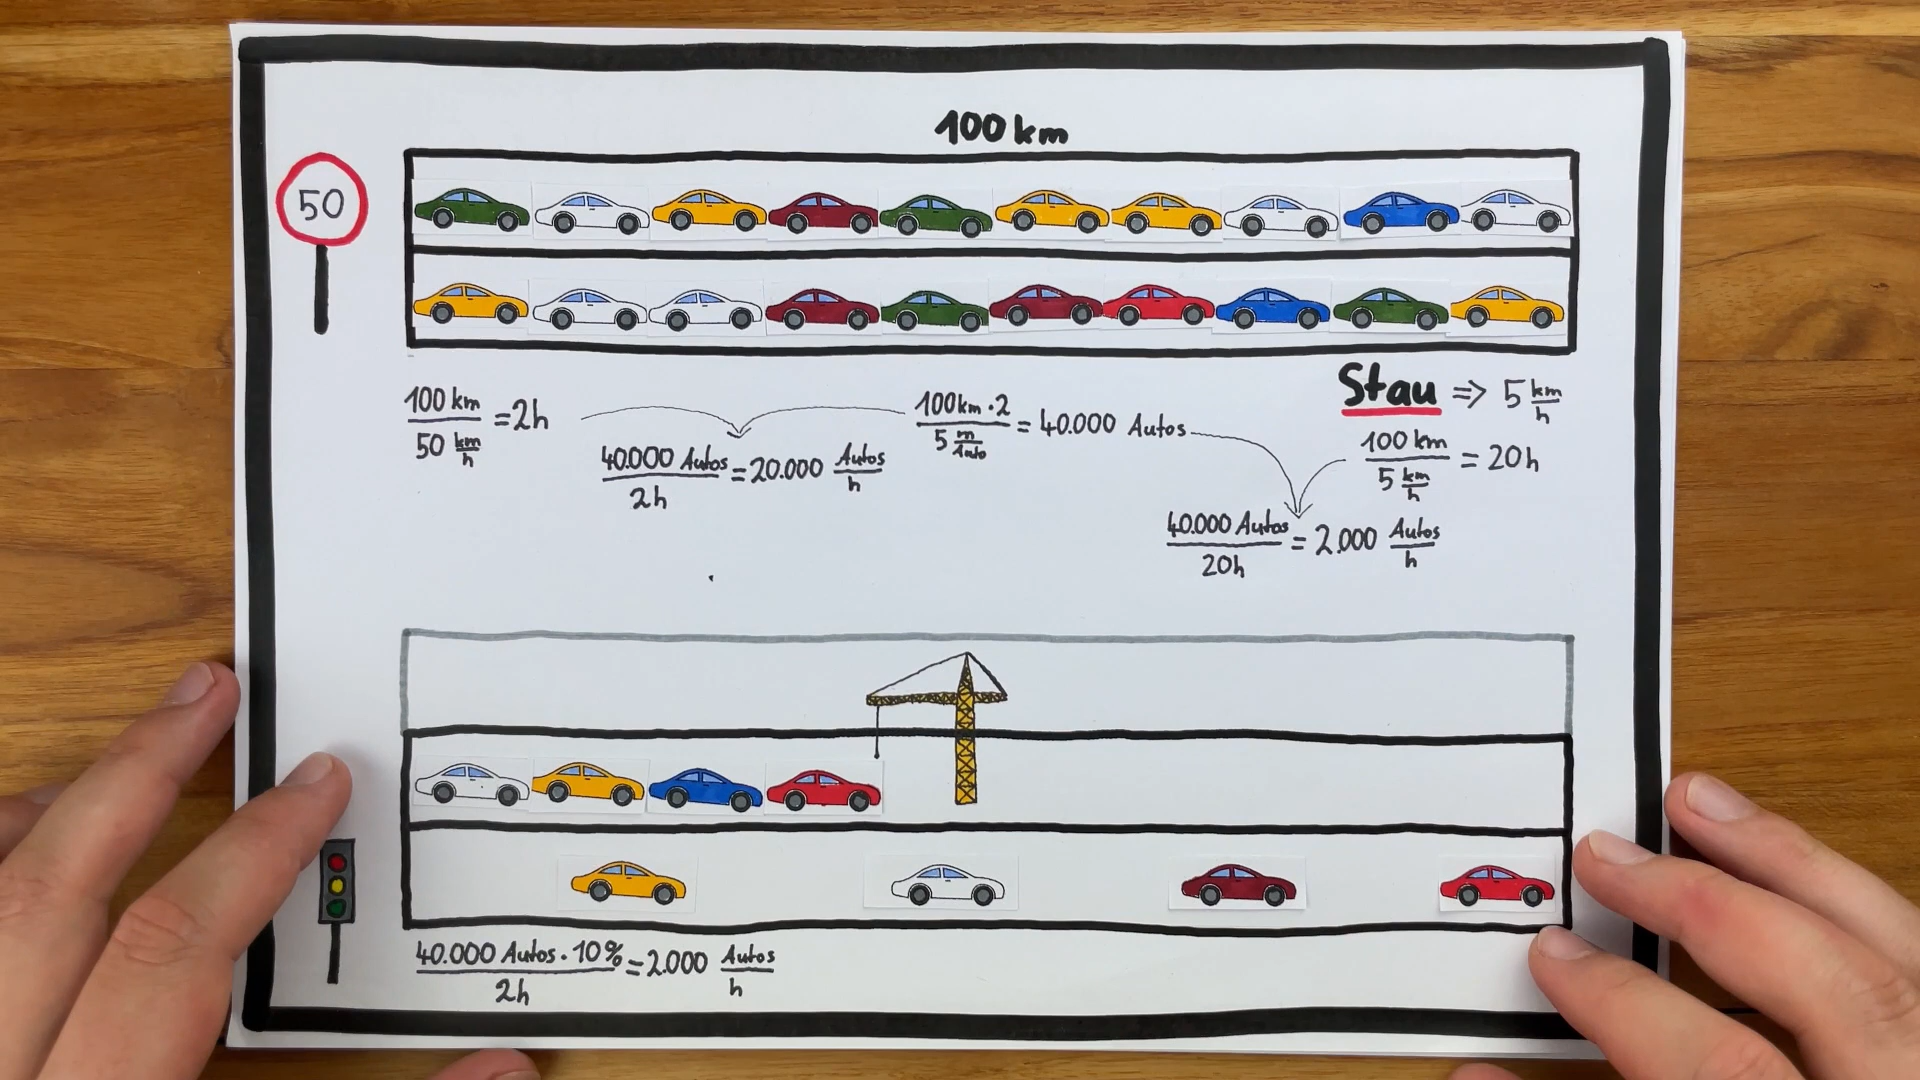 100 km
50
Stau => 5 km/h
100 km / 50 km/h = 2h
100 km · 2 / 5 m/Auto = 40.000 Autos
40.000 Autos / 2h = 20.000 Autos/h
100 km / 5 km/h = 20h
40.000 Autos / 20h = 2.000 Autos/h
40.000 Autos · 10% / 2h = 2.000 Autos/h